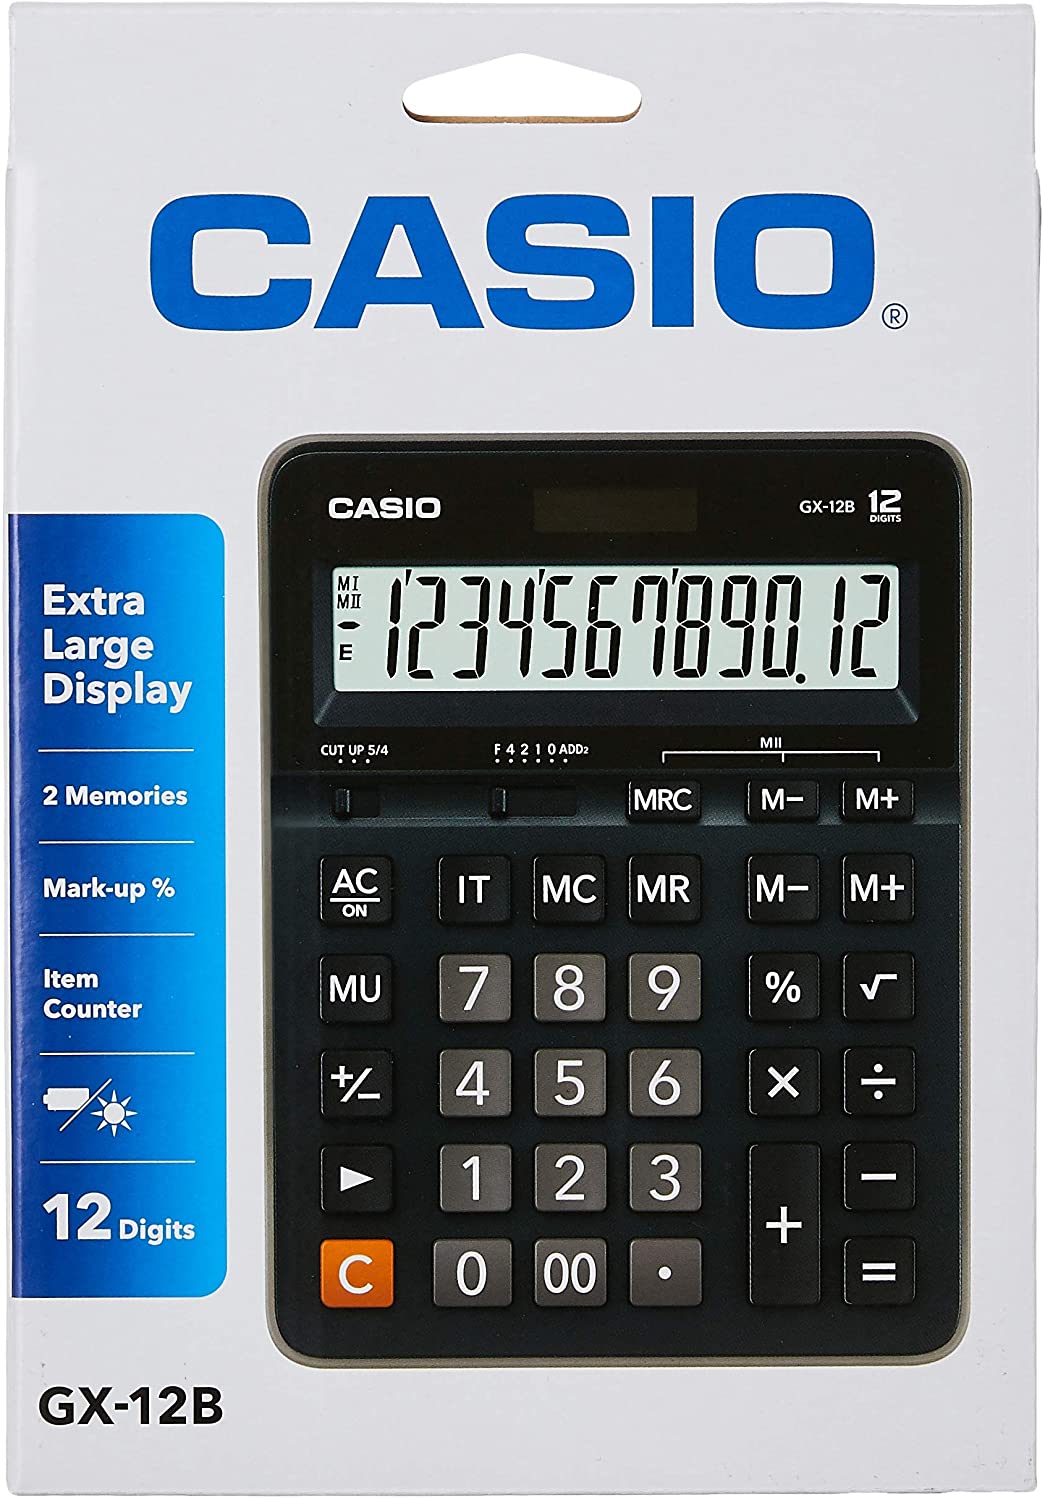 CASIO®
CASIO
GX-12B 12 DIGITS
MI
MII
-
E
1'234'567'890.12
CUT UP 5/4
F 4 2 1 0 ADD2
MII
MRC M- M+
AC/ON IT MC MR M- M+
MU 7 8 9 % √
+/- 4 5 6 × ÷
► 1 2 3 + -
C 0 00 · =
Extra
Large
Display
2 Memories
Mark-up %
Item
Counter
12 Digits
GX-12B